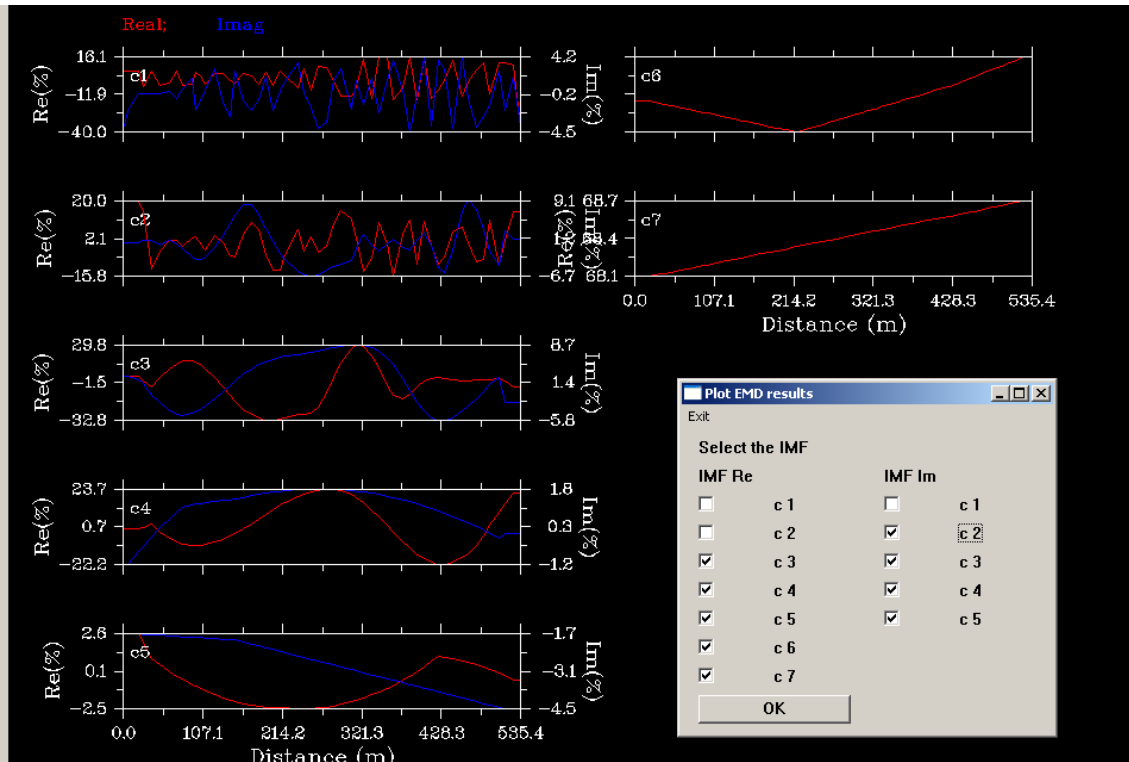 Real; Imag
16.1 4.2
Re(%) -11.9 -0.2 Im(%)
-40.0 -4.5
c1
c6
20.0 9.1 68.7
Re(%) 2.1 Re(%) Im(%) 68.4
-15.8 -6.7 68.1
c2
c7
0.0 107.1 214.2 321.3 428.3 535.4
Distance (m)
29.8 8.7
Re(%) -1.5 1.4 Im(%)
-32.8 -5.8
c3
23.7 1.8
Re(%) 0.7 0.3 Im(%)
-22.2 -1.2
c4
2.6 -1.7
Re(%) 0.1 -3.1 Im(%)
-2.5 -4.5
c5
0.0 107.1 214.2 321.3 428.3 535.4
Distance (m)
Plot EMD results
Exit
Select the IMF
IMF Re IMF Im
c 1 c 1
c 2 c 2
c 3 c 3
c 4 c 4
c 5 c 5
c 6
c 7
OK